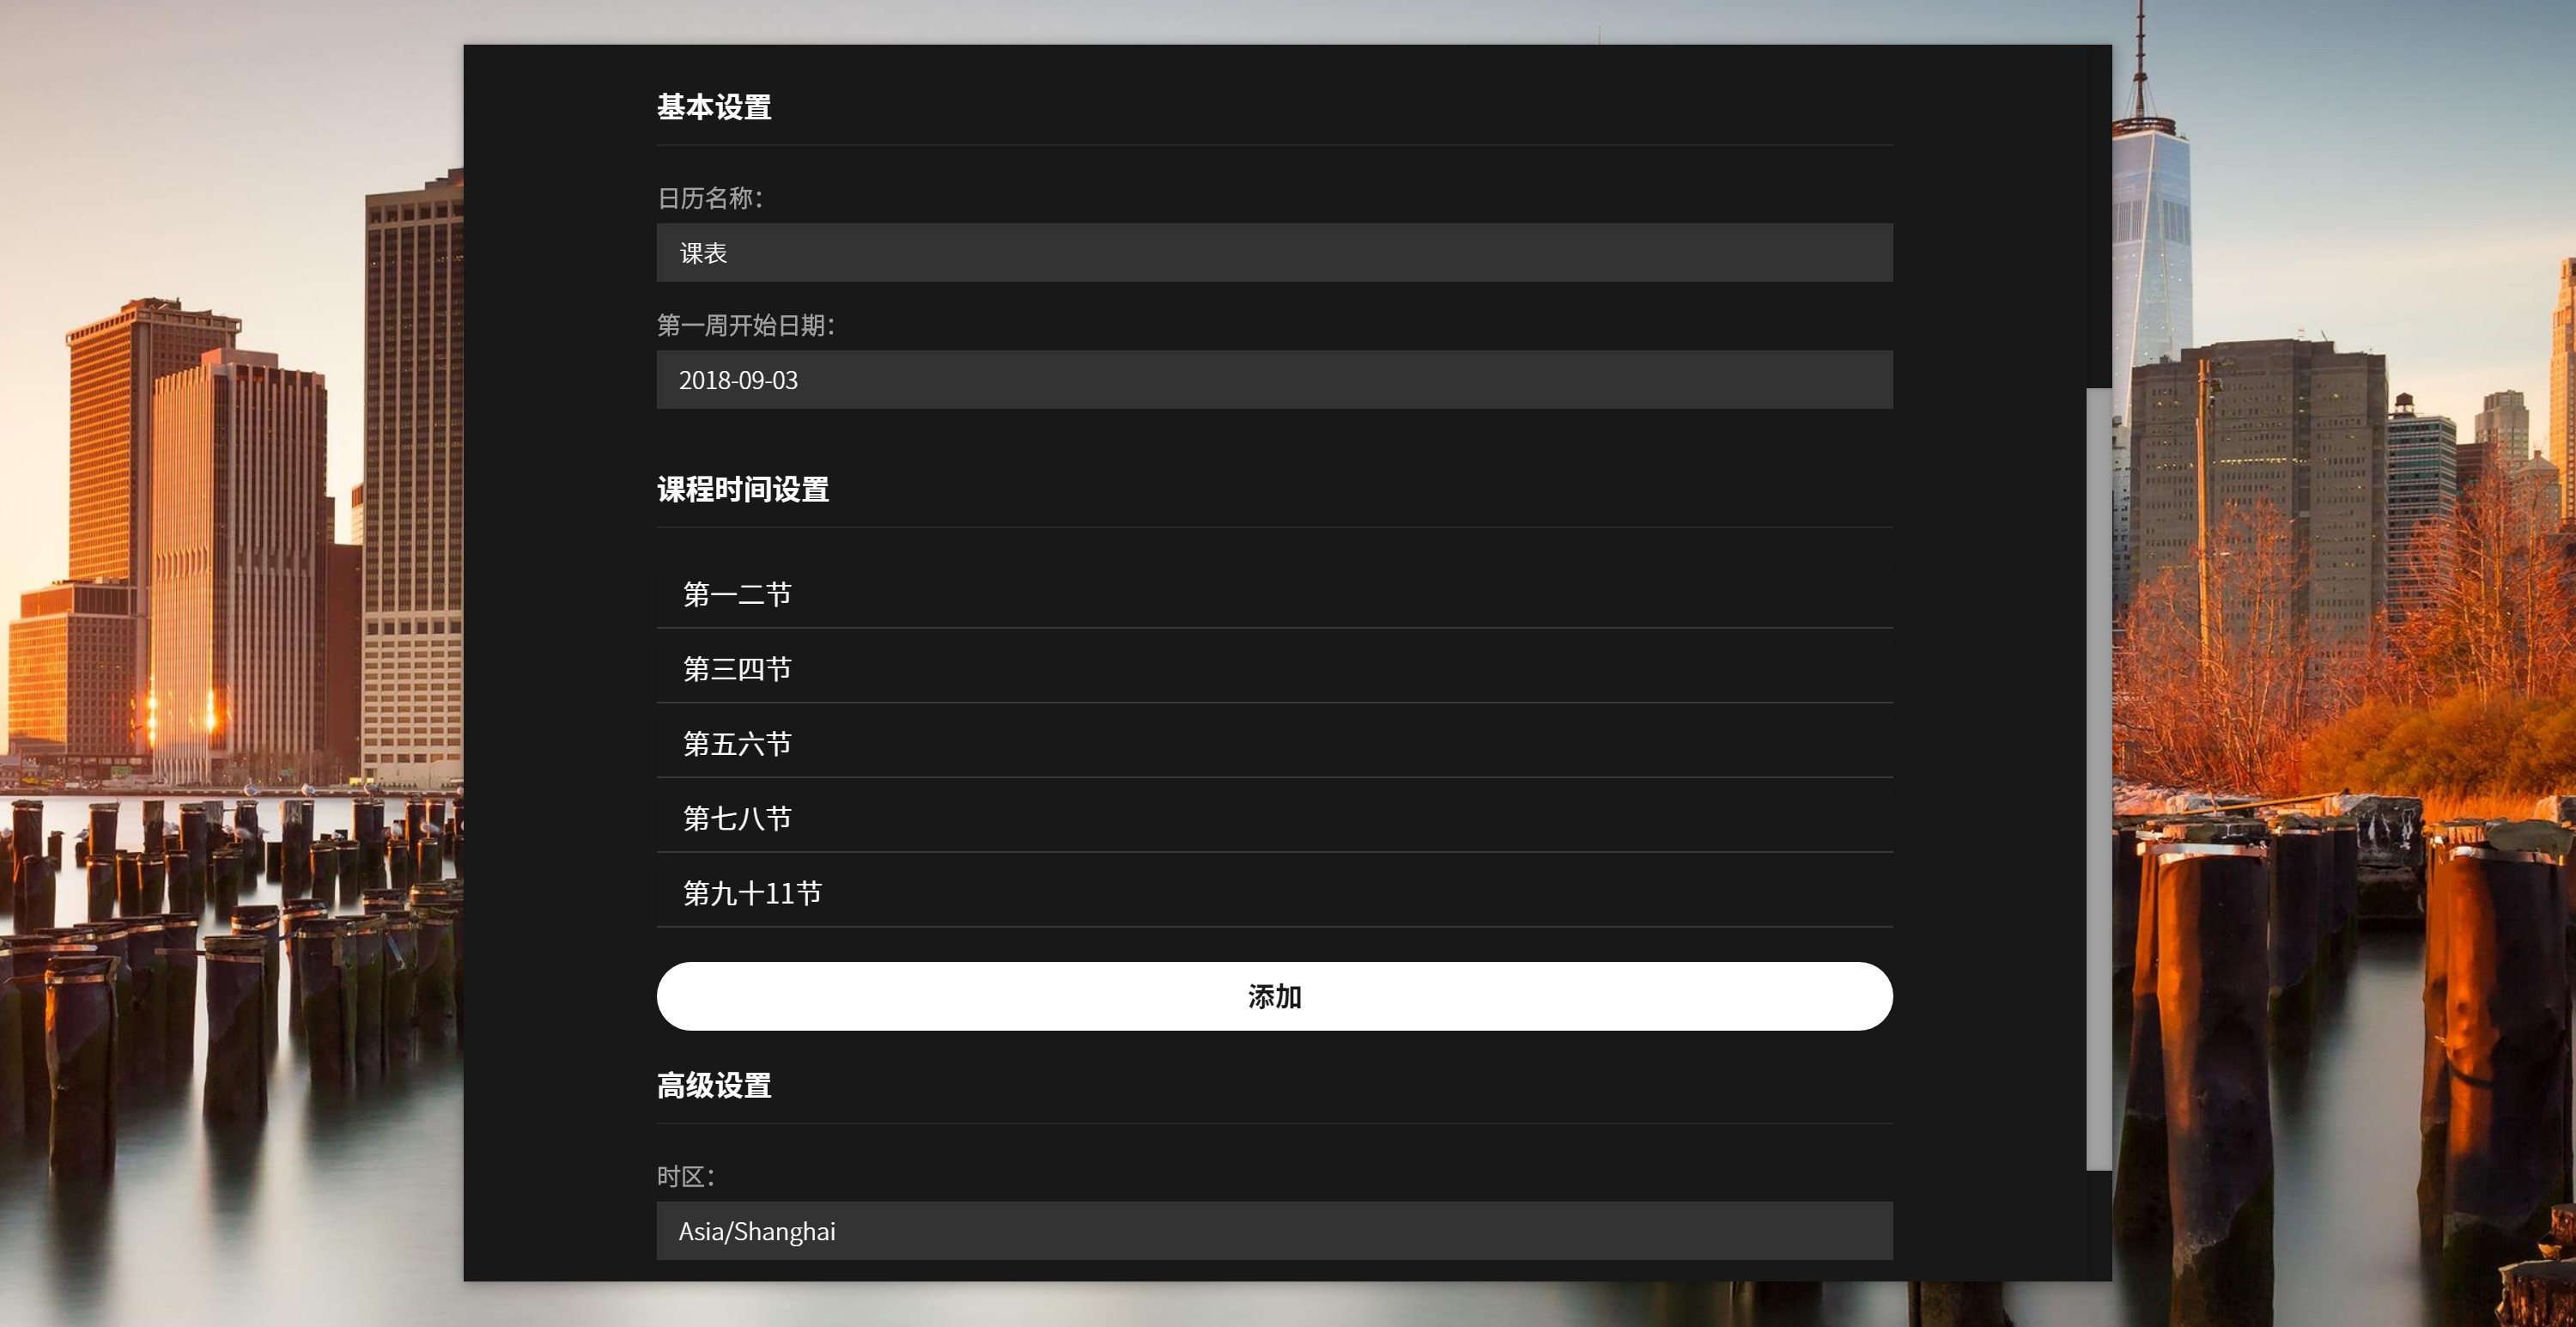 基本设置
日历名称：
课表
第一周开始日期：
2018-09-03
课程时间设置
第一二节
第三四节
第五六节
第七八节
第九十11节
添加
高级设置
时区：
Asia/Shanghai